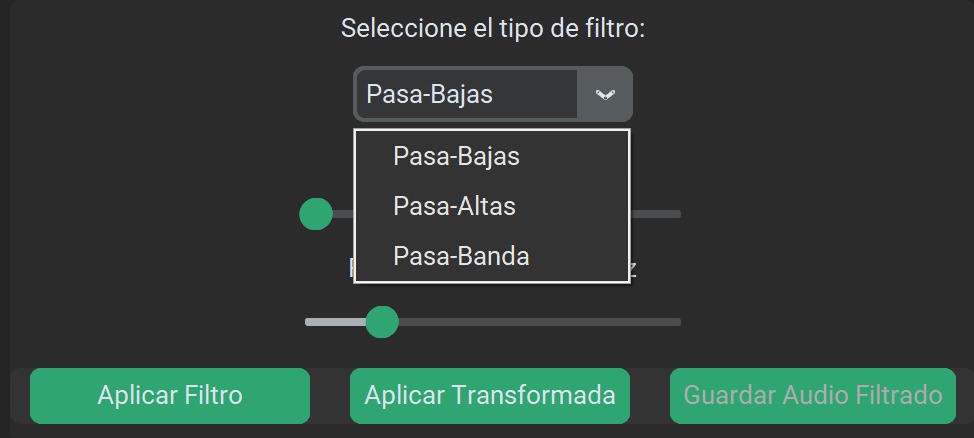 Seleccione el tipo de filtro:
Pasa-Bajas
Pasa-Bajas
Pasa-Altas
Pasa-Banda
Aplicar Filtro
Aplicar Transformada
Guardar Audio Filtrado